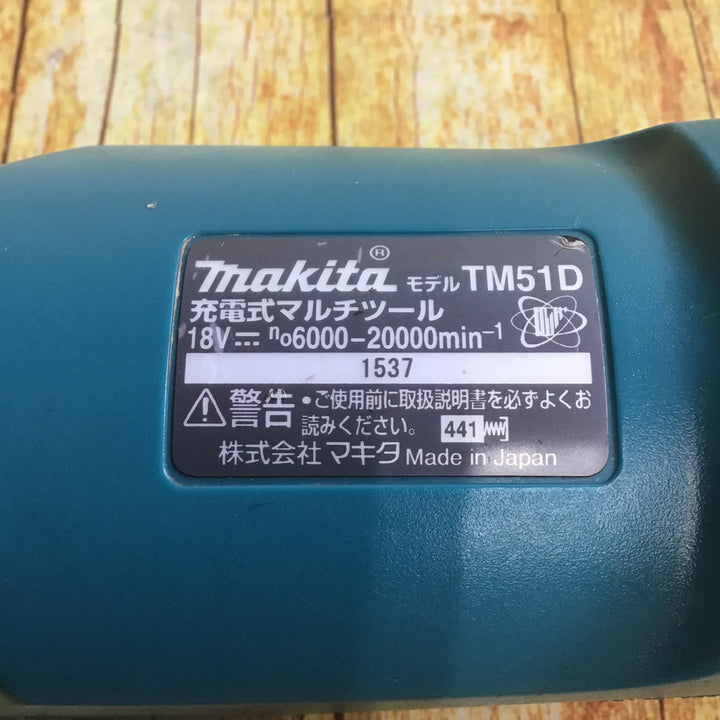 makita® モデル TM51D
充電式マルチツール
18V⎓ n₀6000-20000min⁻¹
1537
⚠警告 •ご使用前に取扱説明書を必ずよくお
読みください。 441
株式会社 マキタ Made in Japan